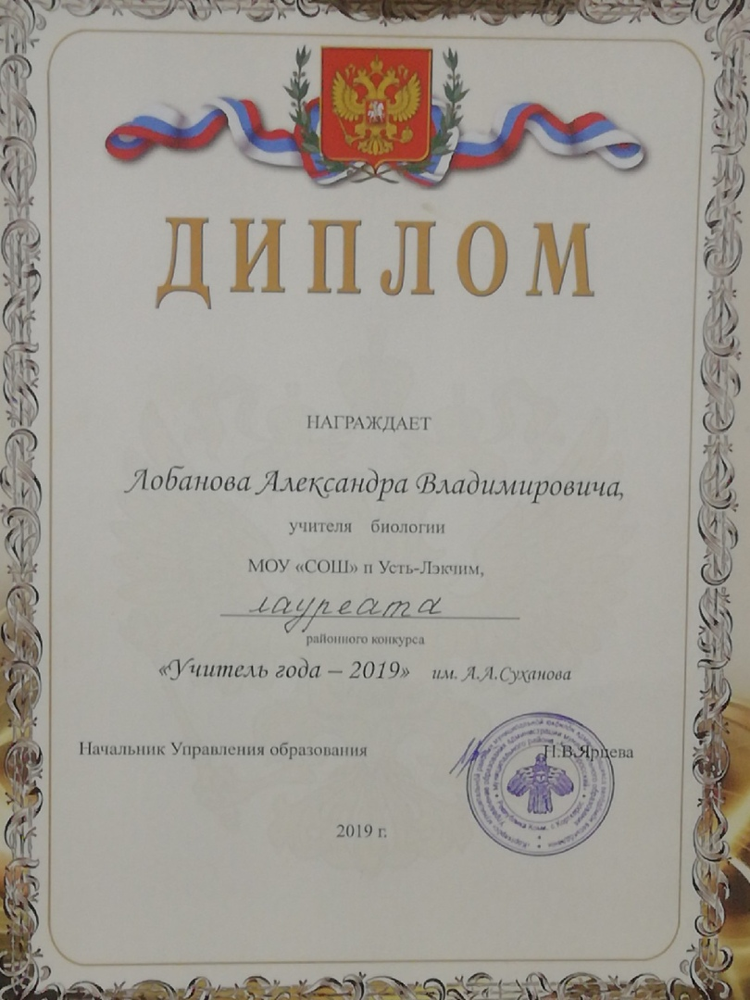 ДИПЛОМ
НАГРАЖДАЕТ
Лобанова Александра Владимировича,
учителя биологии
МОУ «СОШ» п Усть-Лэкчим,
лауреата
районного конкурса
«Учитель года – 2019» им. А.А.Суханова
Начальник Управления образования Н.В.Ярцева
2019 г.